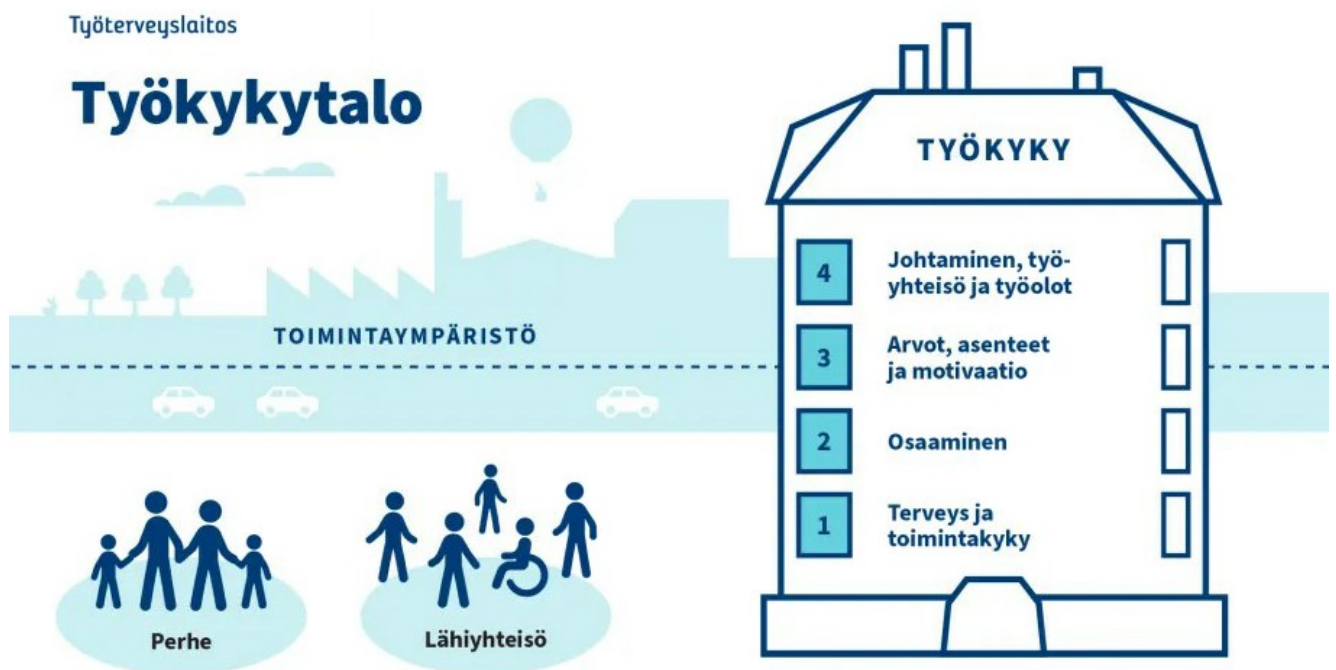 Työterveyslaitos
Työkykytalo
TOIMINTAYMPÄRISTÖ
Perhe
Lähiyhteisö
TYÖKYKY
4
Johtaminen, työ-
yhteisö ja työolot
3
Arvot, asenteet
ja motivaatio
2
Osaaminen
1
Terveys ja
toimintakyky